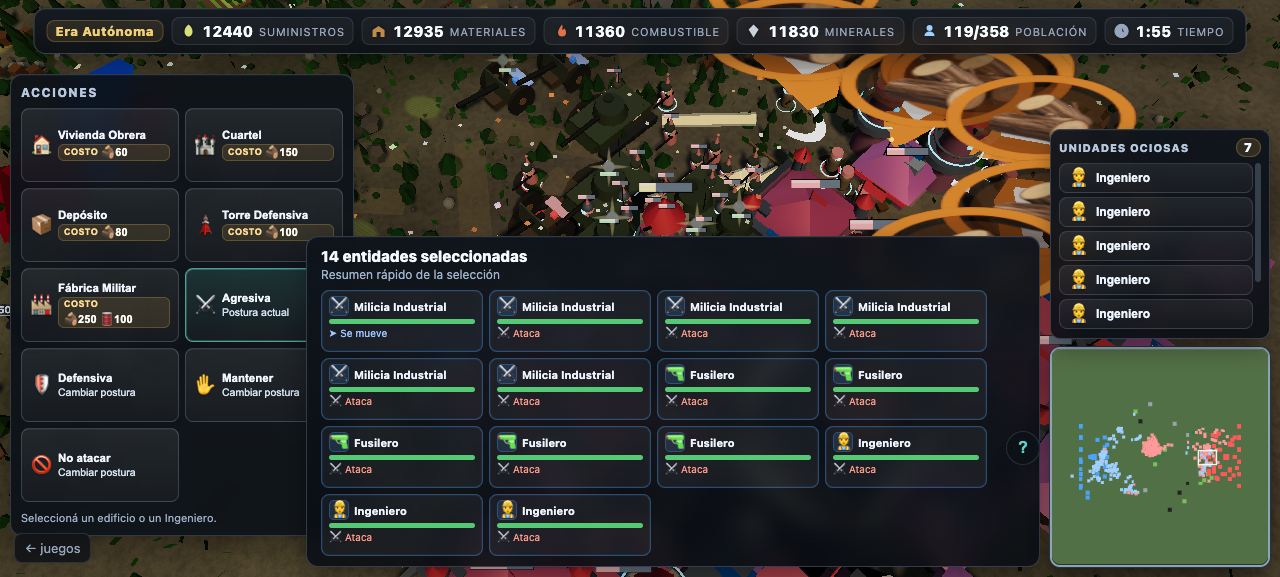 Era Autónoma
12440 SUMINISTROS
12935 MATERIALES
11360 COMBUSTIBLE
11830 MINERALES
119/358 POBLACIÓN
1:55 TIEMPO
ACCIONES
Vivienda Obrera
COSTO 60
Cuartel
COSTO 150
Depósito
COSTO 80
Torre Defensiva
COSTO 100
Fábrica Militar
COSTO
250 100
Agresiva
Postura actual
Defensiva
Cambiar postura
Mantener
Cambiar postura
No atacar
Cambiar postura
Seleccioná un edificio o un Ingeniero.
← juegos
14 entidades seleccionadas
Resumen rápido de la selección
Milicia Industrial
Se mueve
Milicia Industrial
Ataca
Milicia Industrial
Ataca
Milicia Industrial
Ataca
Milicia Industrial
Ataca
Milicia Industrial
Ataca
Fusilero
Ataca
Fusilero
Ataca
Fusilero
Ataca
Fusilero
Ataca
Fusilero
Ataca
Ingeniero
Ataca
Ingeniero
Ataca
Ingeniero
Ataca
?
UNIDADES OCIOSAS 7
Ingeniero
Ingeniero
Ingeniero
Ingeniero
Ingeniero